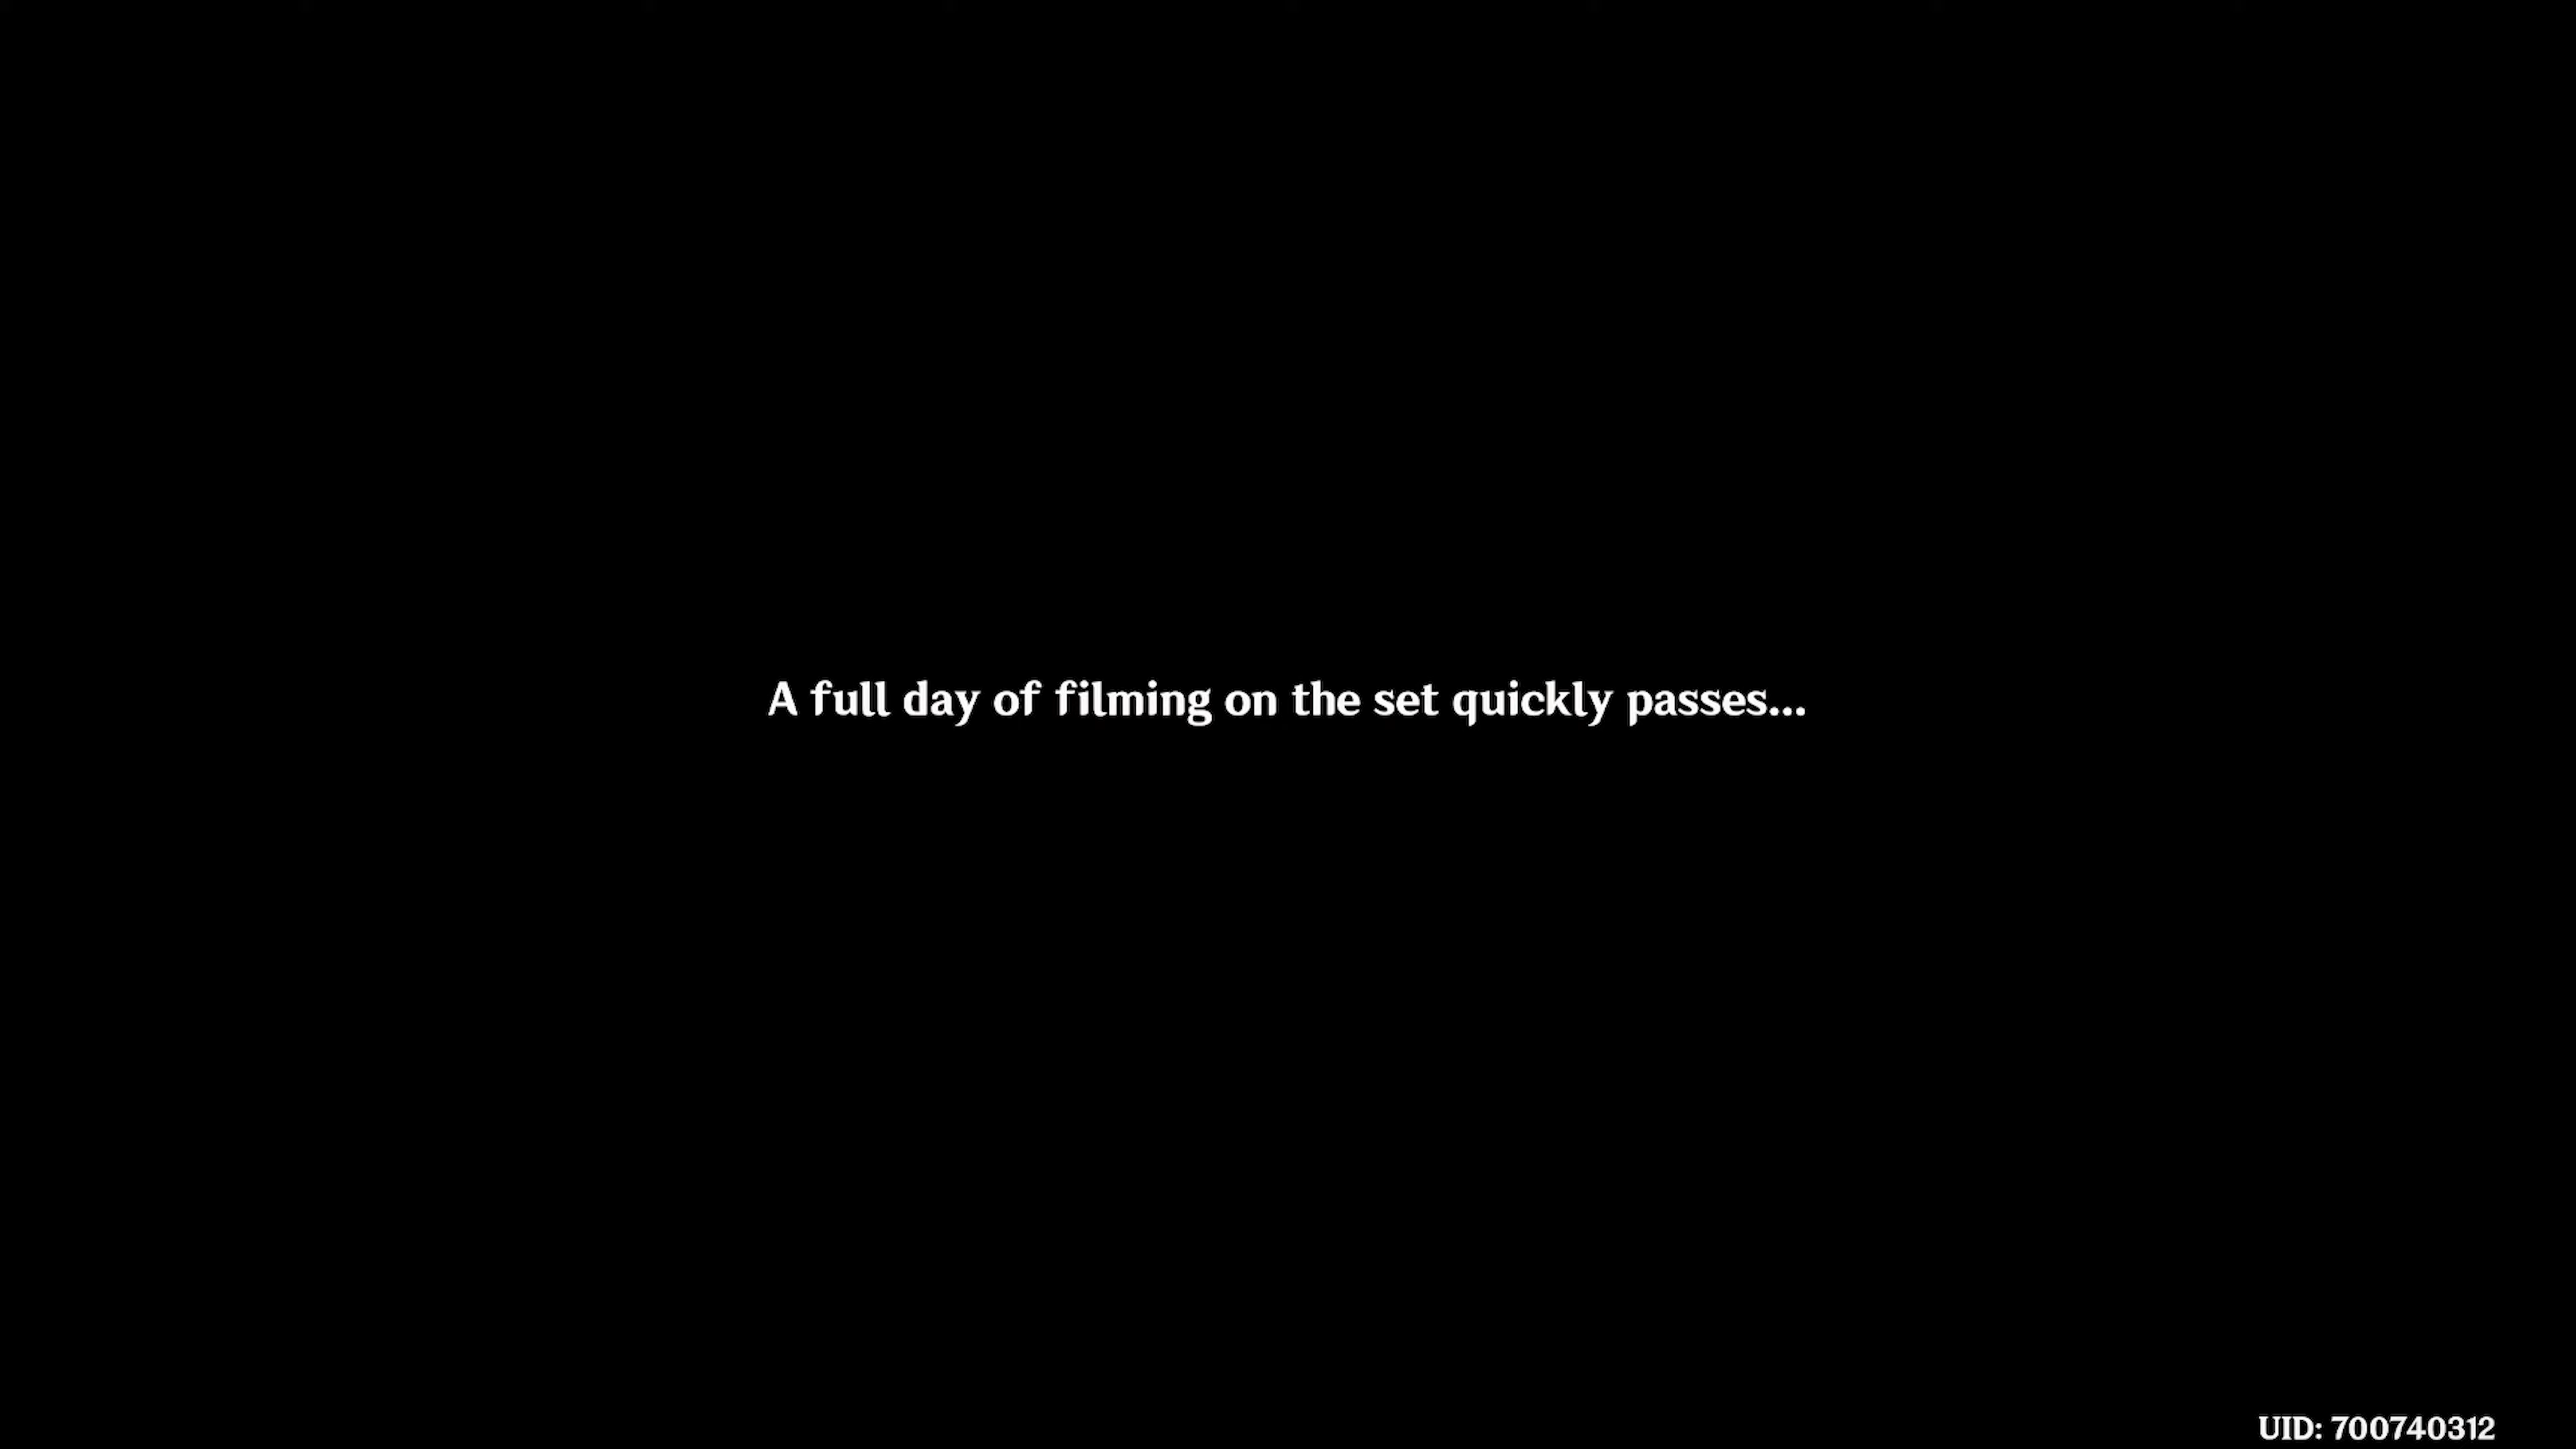 A full day of filming on the set quickly passes...
UID: 700740312